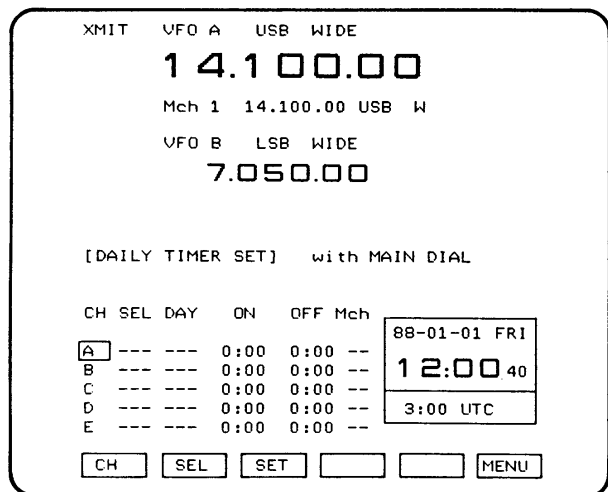 XMIT VFO A USB WIDE
14.100.00
Mch 1 14.100.00 USB W
VFO B LSB WIDE
7.050.00
[DAILY TIMER SET] with MAIN DIAL
CH SEL DAY ON OFF Mch
A --- --- 0:00 0:00 --
B --- --- 0:00 0:00 --
C --- --- 0:00 0:00 --
D --- --- 0:00 0:00 --
E --- --- 0:00 0:00 --
88-01-01 FRI
12:00 40
3:00 UTC
CH SEL SET MENU